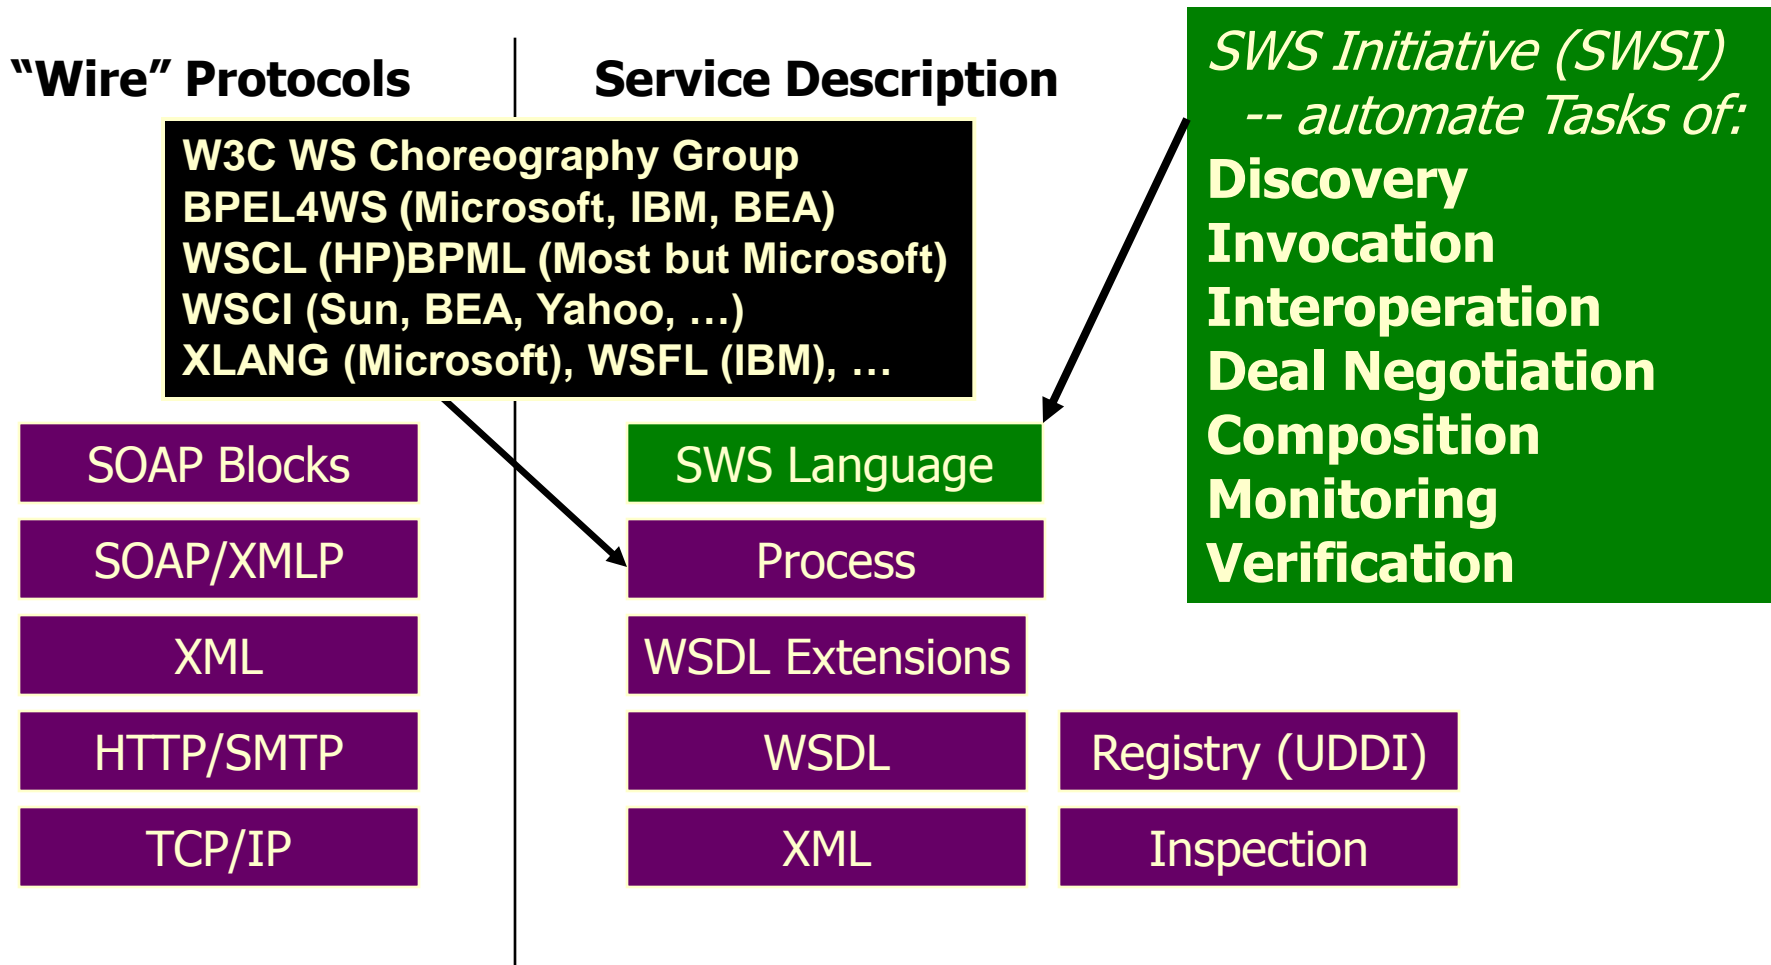 “Wire” Protocols
Service Description
W3C WS Choreography Group
BPEL4WS (Microsoft, IBM, BEA)
WSCL (HP)BPML (Most but Microsoft)
WSCI (Sun, BEA, Yahoo, …)
XLANG (Microsoft), WSFL (IBM), …
SWS Initiative (SWSI)
-- automate Tasks of:
Discovery
Invocation
Interoperation
Deal Negotiation
Composition
Monitoring
Verification
SOAP Blocks
SOAP/XMLP
XML
HTTP/SMTP
TCP/IP
SWS Language
Process
WSDL Extensions
WSDL
XML
Registry (UDDI)
Inspection